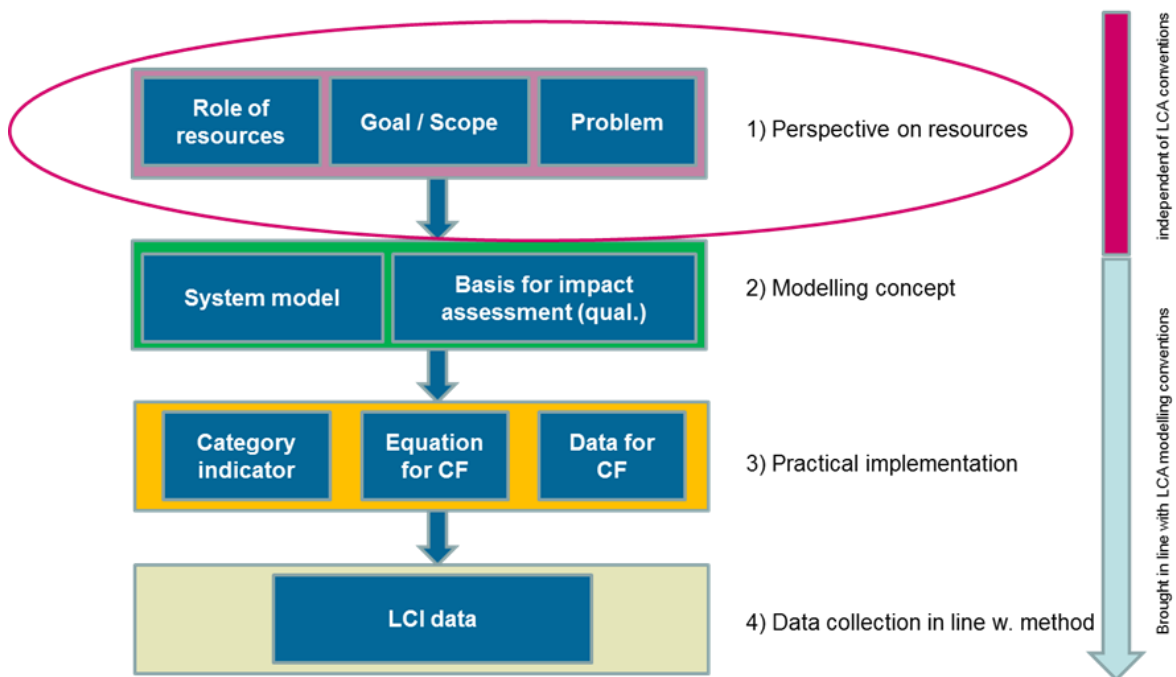 Role of
resources
Goal / Scope
Problem
1) Perspective on resources
System model
Basis for impact
assessment (qual.)
2) Modelling concept
Category
indicator
Equation
for CF
Data for
CF
3) Practical implementation
LCI data
4) Data collection in line w. method
independent of LCA conventions
Brought in line with LCA modelling conventions